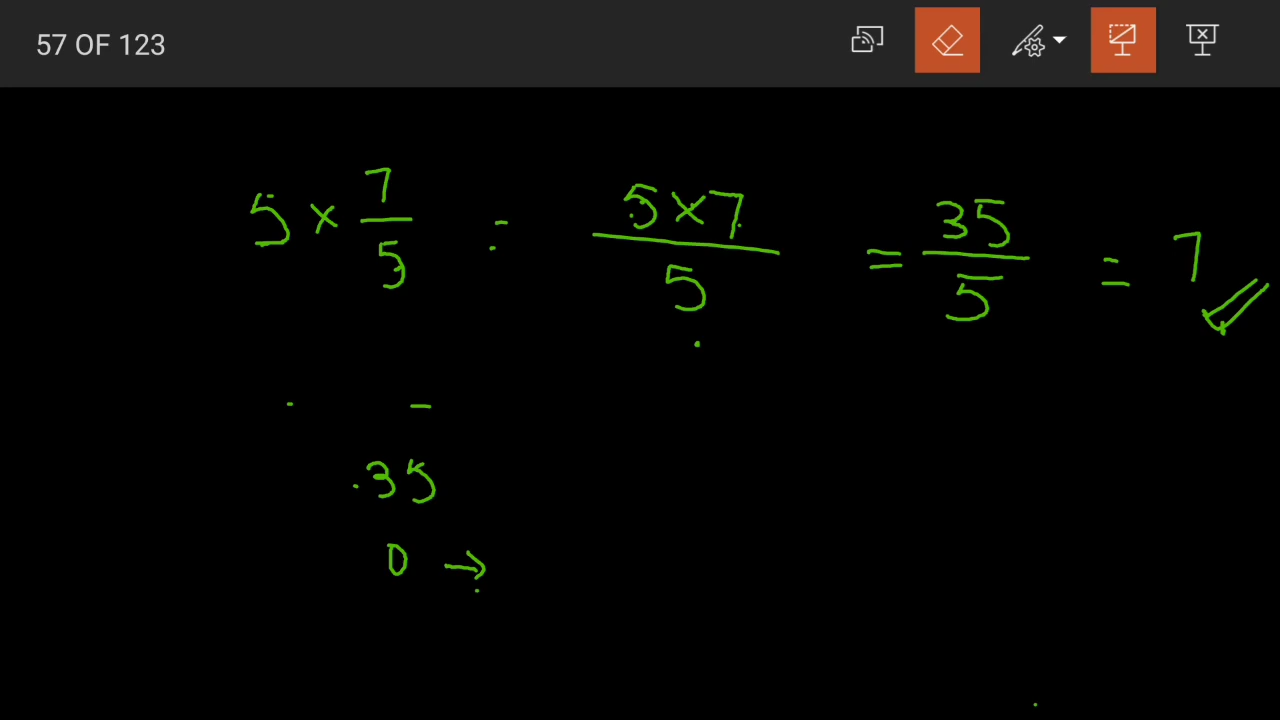 57 OF 123
5 × 7/5 = 5×7/5 = 35/5 = 7
35
0 →